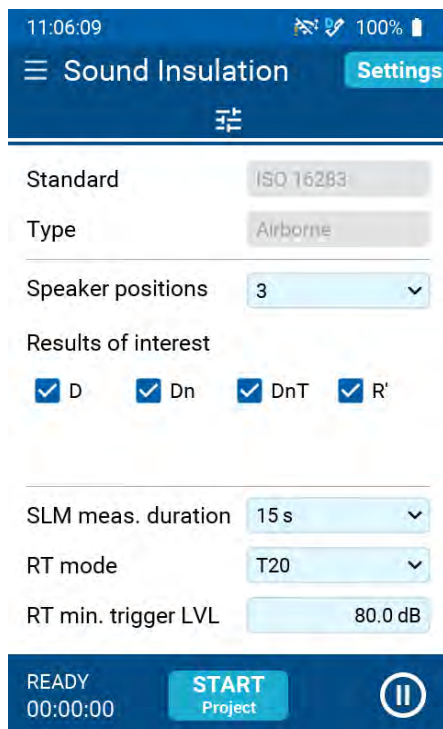 11:06:09 100%
Sound Insulation Settings
Standard ISO 16283
Type Airborne
Speaker positions 3
Results of interest
D Dn DnT R'
SLM meas. duration 15 s
RT mode T20
RT min. trigger LVL 80.0 dB
READY START
00:00:00 Project